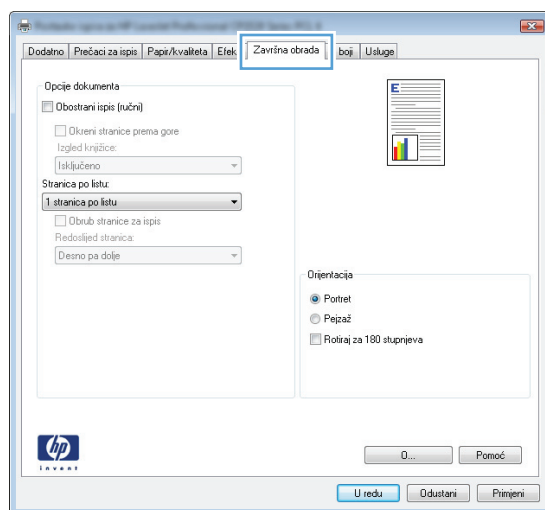 Dodatno Prečaci za ispis Papir/kvaliteta Efek Završna obrada boji Usluge
Opcije dokumenta
Obostrani ispis (ručni)
Okreni stranice prema gore
Izgled knjižice:
Isključeno
Stranica po listu:
1 stranica po listu
Obrub stranice za ispis
Redoslijed stranica:
Desno pa dolje
E
Orijentacija
Portret
Pejzaž
Rotiraj za 180 stupnjeva
hp
invent
O... Pomoć
U redu Odustani Primjeni